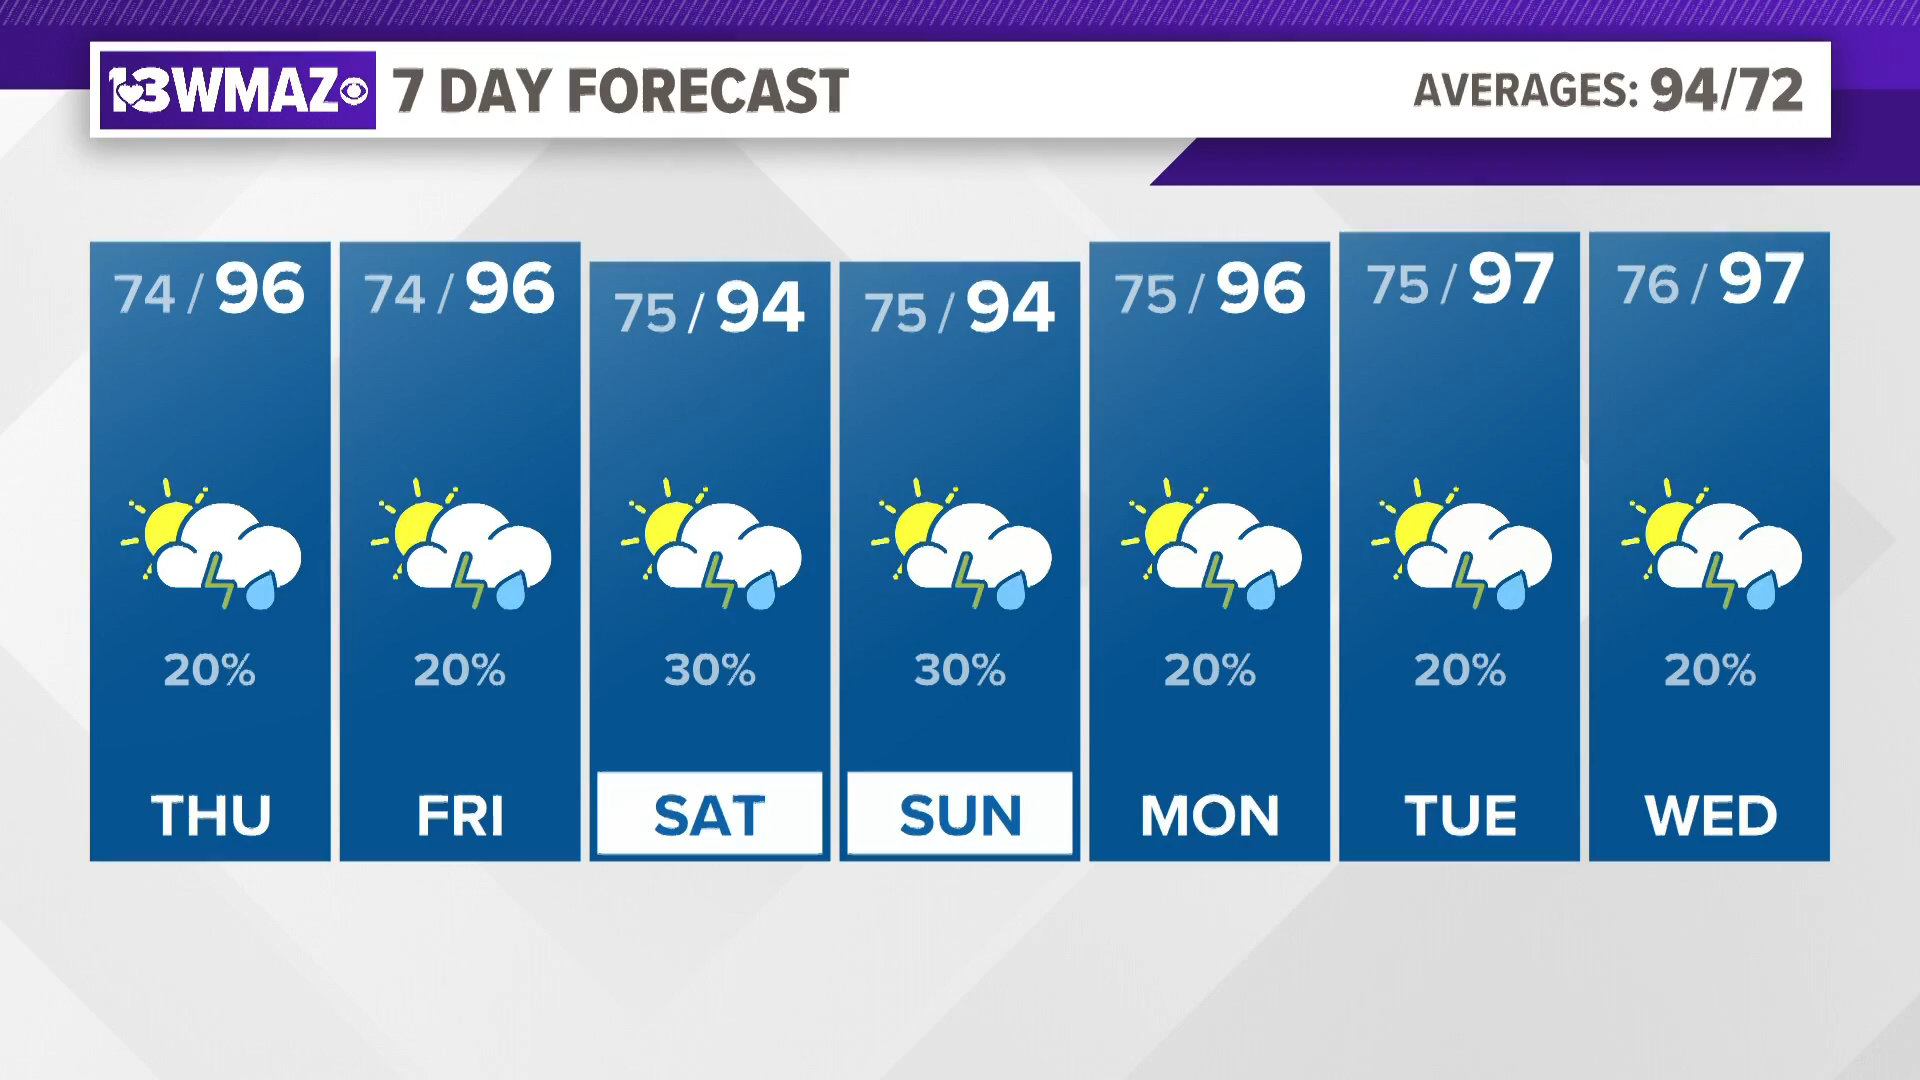 13WMAZ 7 DAY FORECAST AVERAGES: 94/72
74 / 96 74 / 96 75 / 94 75 / 94 75 / 96 75 / 97 76 / 97
20% 20% 30% 30% 20% 20% 20%
THU FRI SAT SUN MON TUE WED